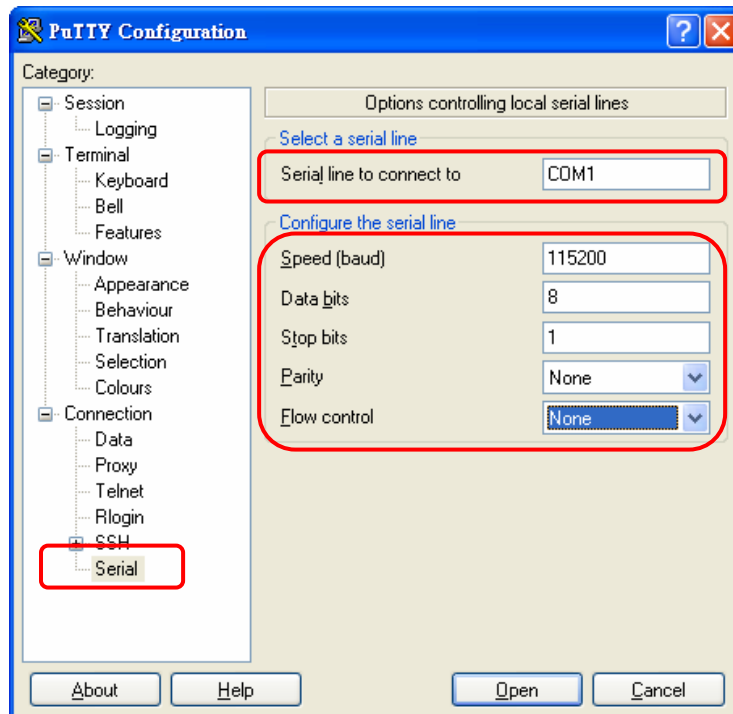 PuTTY Configuration
Category:
Session
Logging
Terminal
Keyboard
Bell
Features
Window
Appearance
Behaviour
Translation
Selection
Colours
Connection
Data
Proxy
Telnet
Rlogin
SSH
Serial
Options controlling local serial lines
Select a serial line
Serial line to connect to COM1
Configure the serial line
Speed (baud) 115200
Data bits 8
Stop bits 1
Parity None
Flow control None
About Help Open Cancel